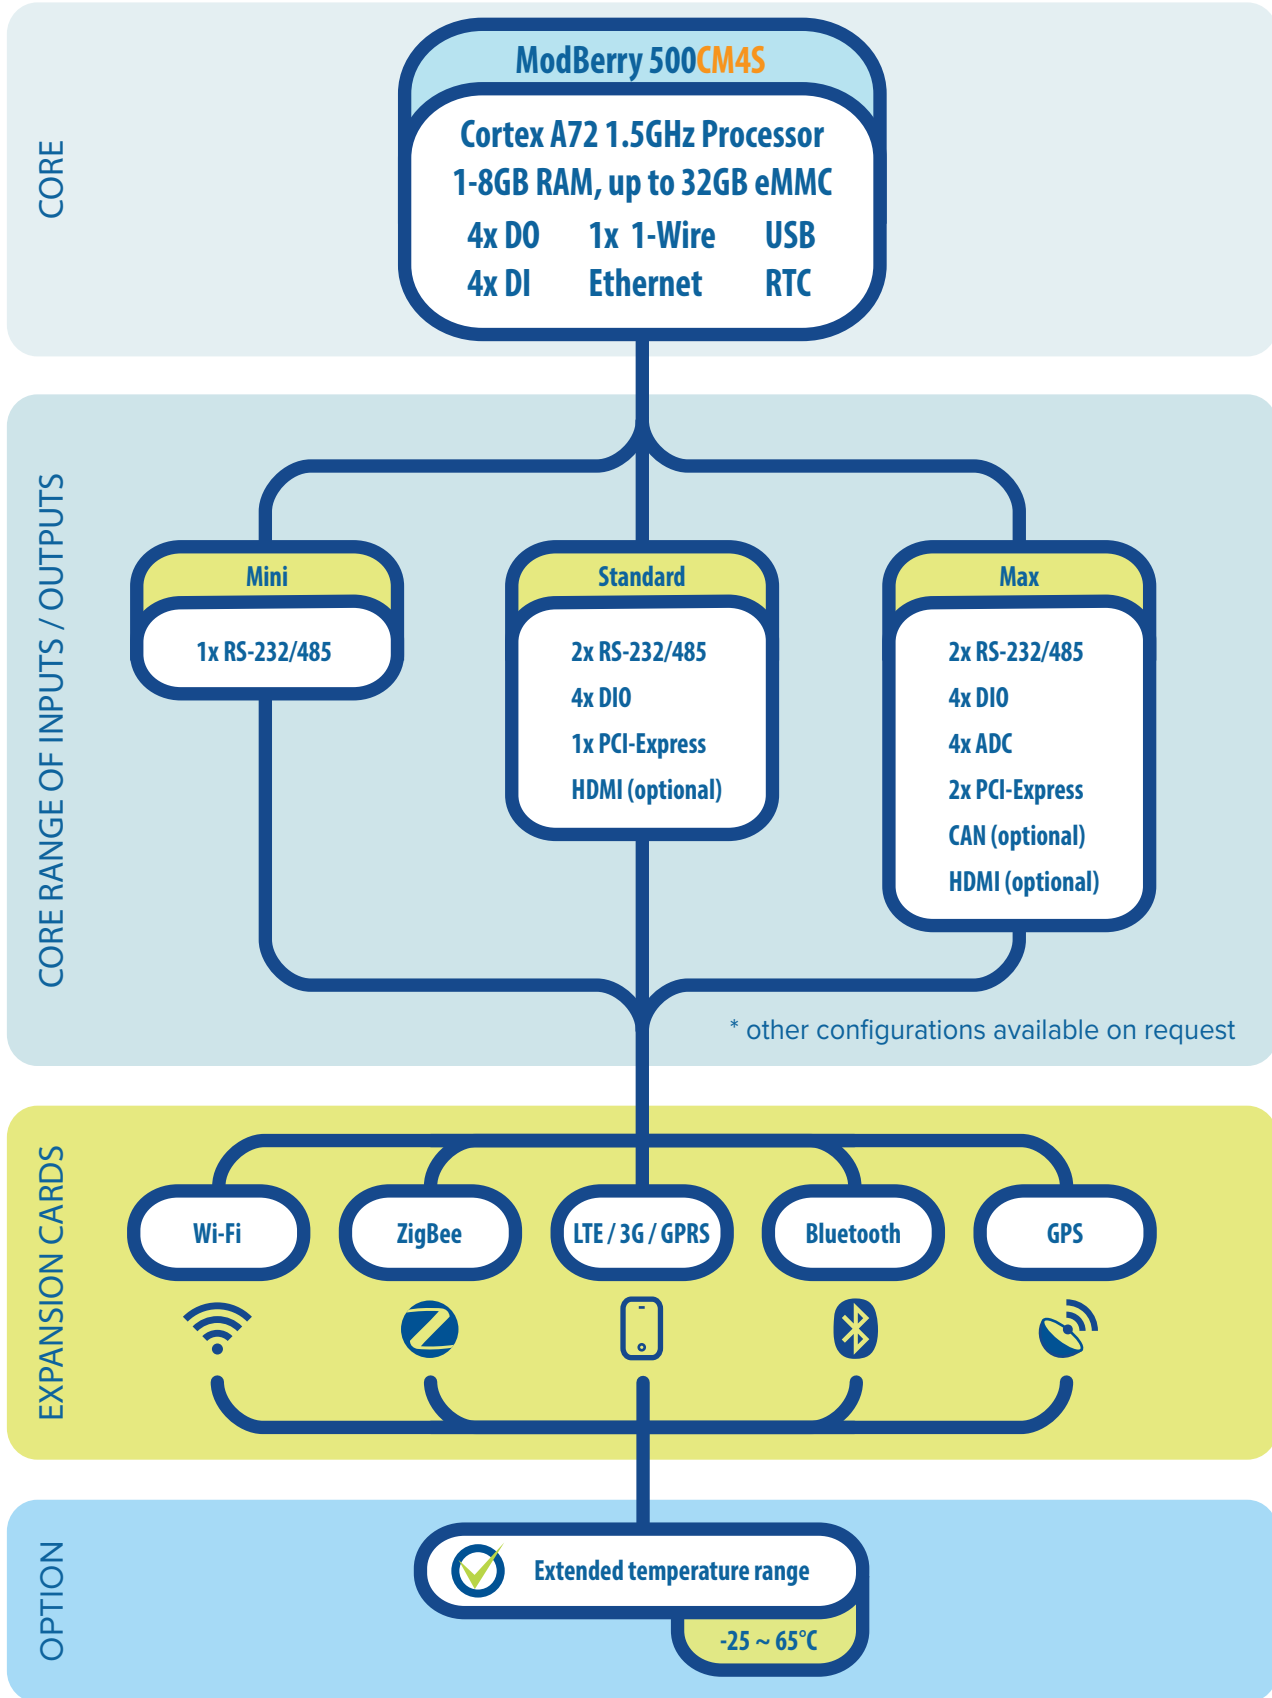 CORE
ModBerry 500CM4S
Cortex A72 1.5GHz Processor
1-8GB RAM, up to 32GB eMMC
4x DO 1x 1-Wire USB
4x DI Ethernet RTC
CORE RANGE OF INPUTS / OUTPUTS
Mini
1x RS-232/485
Standard
2x RS-232/485
4x DIO
1x PCI-Express
HDMI (optional)
Max
2x RS-232/485
4x DIO
4x ADC
2x PCI-Express
CAN (optional)
HDMI (optional)
* other configurations available on request
EXPANSION CARDS
Wi-Fi
ZigBee
LTE / 3G / GPRS
Bluetooth
GPS
OPTION
Extended temperature range
-25 ~ 65°C